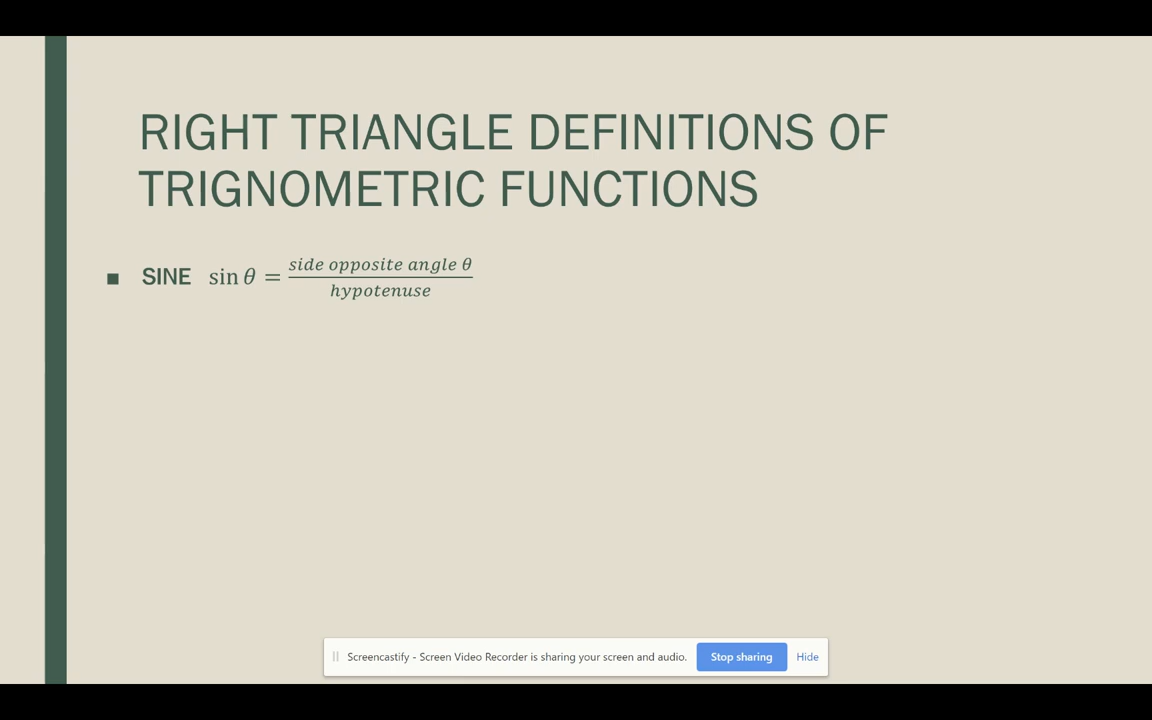 RIGHT TRIANGLE DEFINITIONS OF
TRIGNOMETRIC FUNCTIONS
■ SINE sin θ = side opposite angle θ / hypotenuse
Screencastify - Screen Video Recorder is sharing your screen and audio. Stop sharing Hide